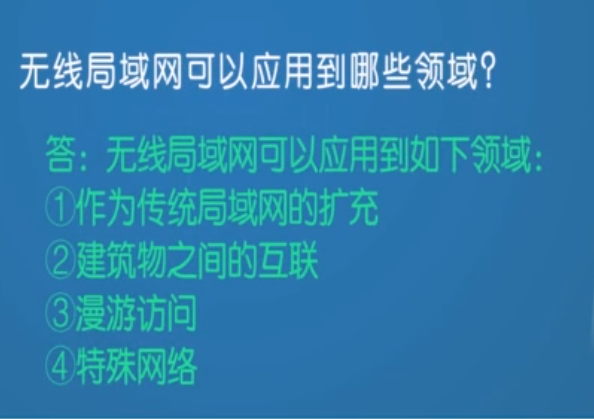 无线局域网可以应用到哪些领域?
答：无线局域网可以应用到如下领域：
①作为传统局域网的扩充
②建筑物之间的互联
③漫游访问
④特殊网络